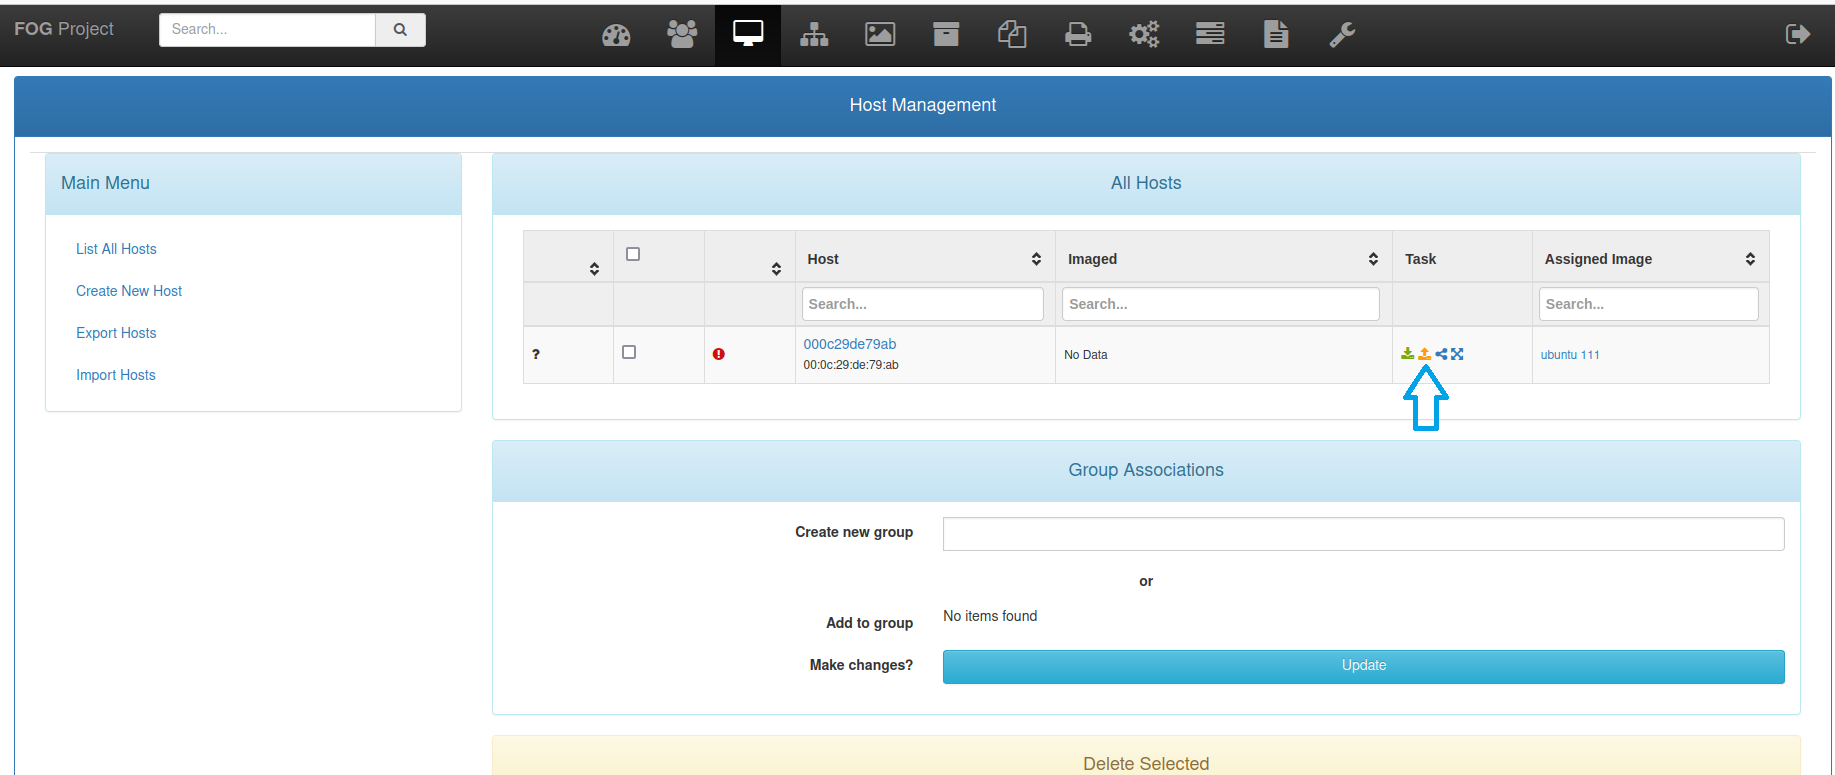 FOG Project
Search...
Host Management
Main Menu
List All Hosts
Create New Host
Export Hosts
Import Hosts
All Hosts
Host
Imaged
Task
Assigned Image
Search...
Search...
Search...
?
000c29de79ab
00:0c:29:de:79:ab
No Data
ubuntu 111
Group Associations
Create new group
or
Add to group
No items found
Make changes?
Update
Delete Selected